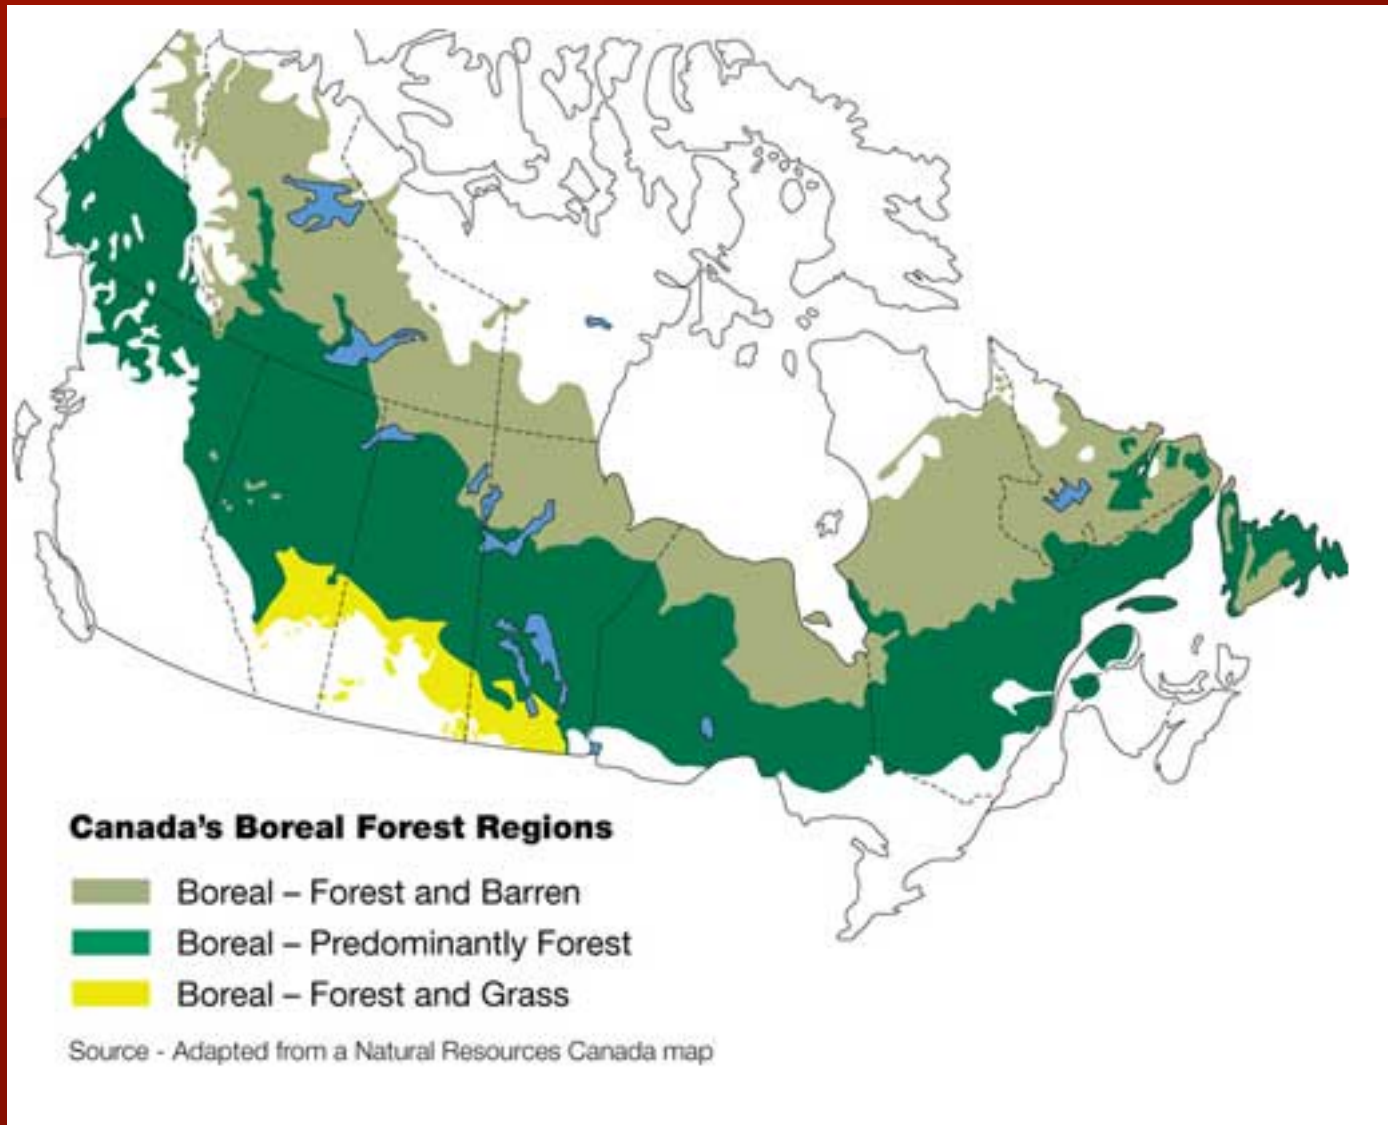 Canada's Boreal Forest Regions
Boreal – Forest and Barren
Boreal – Predominantly Forest
Boreal – Forest and Grass
Source - Adapted from a Natural Resources Canada map